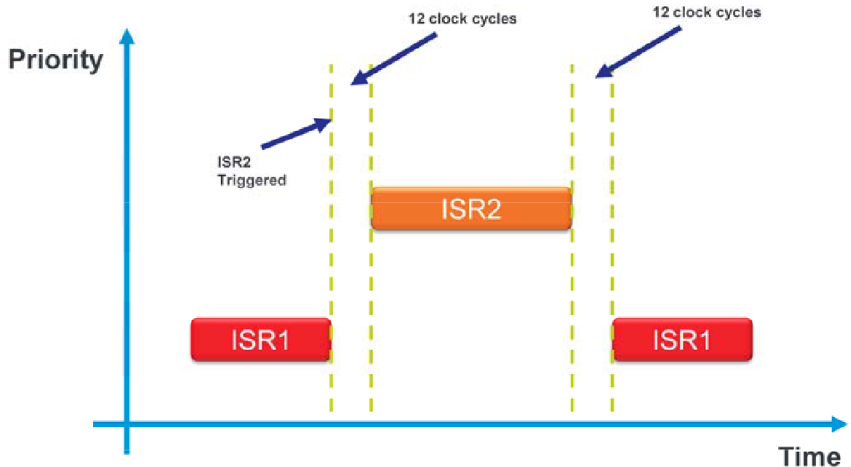 12 clock cycles
12 clock cycles
Priority
ISR2
Triggered
ISR2
ISR1
ISR1
Time